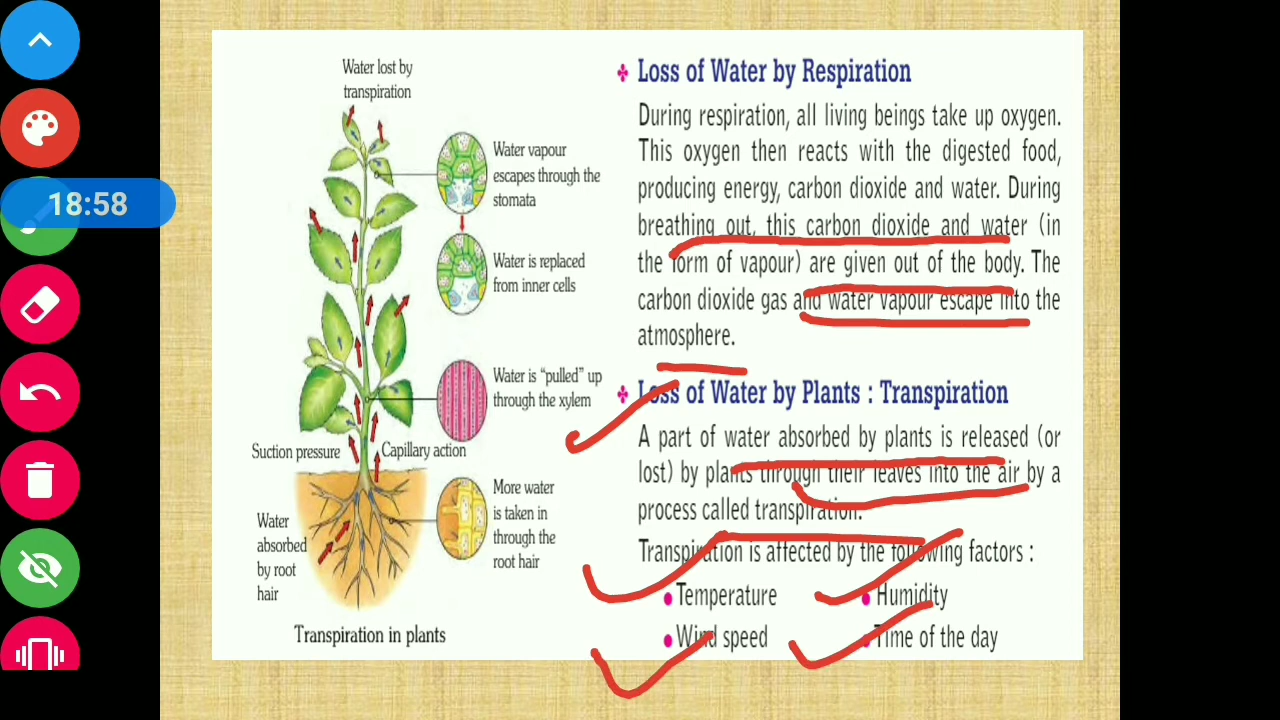 18:58
Water lost by
transpiration
Water vapour
escapes through the
stomata
Water is replaced
from inner cells
Water is “pulled” up
through the xylem
Suction pressure
Capillary action
More water
is taken in
through the
root hair
Water
absorbed
by root
hair
Transpiration in plants
Loss of Water by Respiration
During respiration, all living beings take up oxygen.
This oxygen then reacts with the digested food,
producing energy, carbon dioxide and water. During
breathing out, this carbon dioxide and water (in
the form of vapour) are given out of the body. The
carbon dioxide gas and water vapour escape into the
atmosphere.
Loss of Water by Plants : Transpiration
A part of water absorbed by plants is released (or
lost) by plants through their leaves into the air by a
process called transpiration.
Transpiration is affected by the following factors :
• Temperature
• Humidity
• Wind speed
• Time of the day